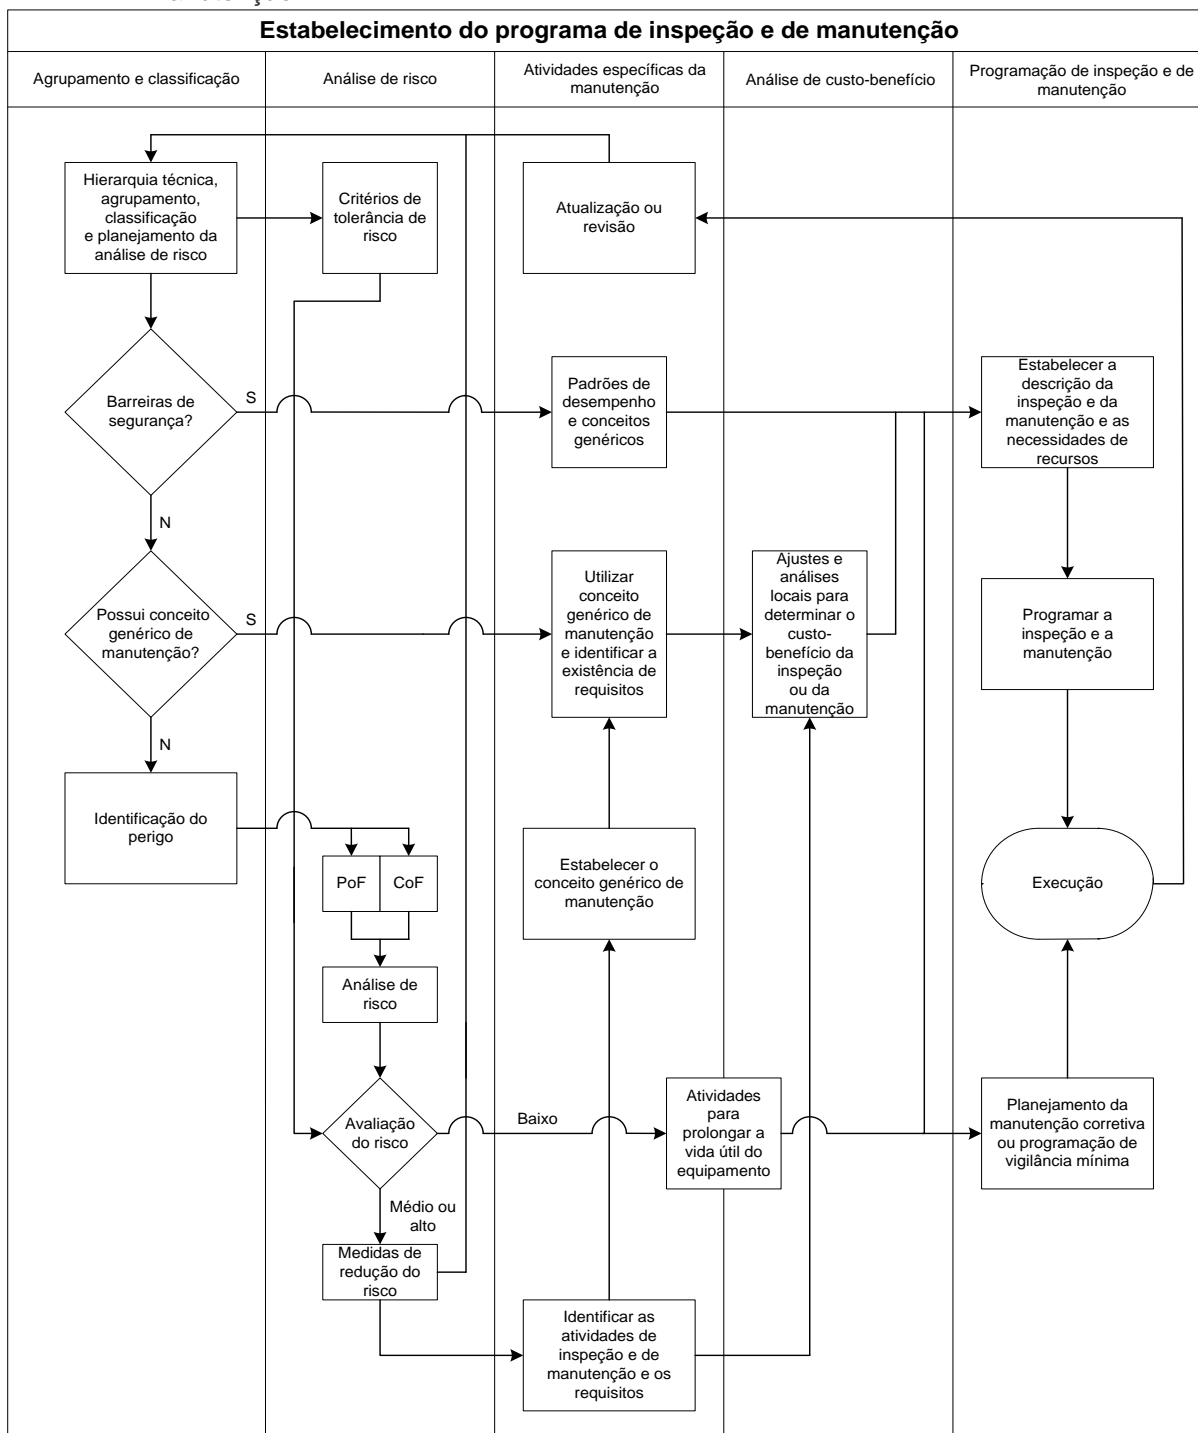 Estabelecimento do programa de inspeção e de manutenção
Agrupamento e classificação
Análise de risco
Atividades específicas da
manutenção
Análise de custo-benefício
Programação de inspeção e de
manutenção
Hierarquia técnica,
agrupamento,
classificação
e planejamento da
análise de risco
Critérios de
tolerância de
risco
Atualização ou
revisão
Barreiras de
segurança?
S
Padrões de
desempenho
e conceitos
genéricos
Estabelecer a
descrição da
inspeção e da
manutenção e as
necessidades de
recursos
N
Possui conceito
genérico de
manutenção?
S
Utilizar
conceito
genérico de
manutenção
e identificar a
existência de
requisitos
Ajustes e
análises
locais para
determinar o
custo-
benefício da
inspeção
ou da
manutenção
Programar a
inspeção e a
manutenção
N
Identificação do
perigo
PoF
CoF
Estabelecer o
conceito genérico de
manutenção
Execução
Análise de
risco
Avaliação
do risco
Baixo
Atividades
para
prolongar a
vida útil do
equipamento
Planejamento da
manutenção corretiva
ou programação de
vigilância mínima
Médio ou
alto
Medidas de
redução do
risco
Identificar as
atividades de
inspeção e de
manutenção e os
requisitos